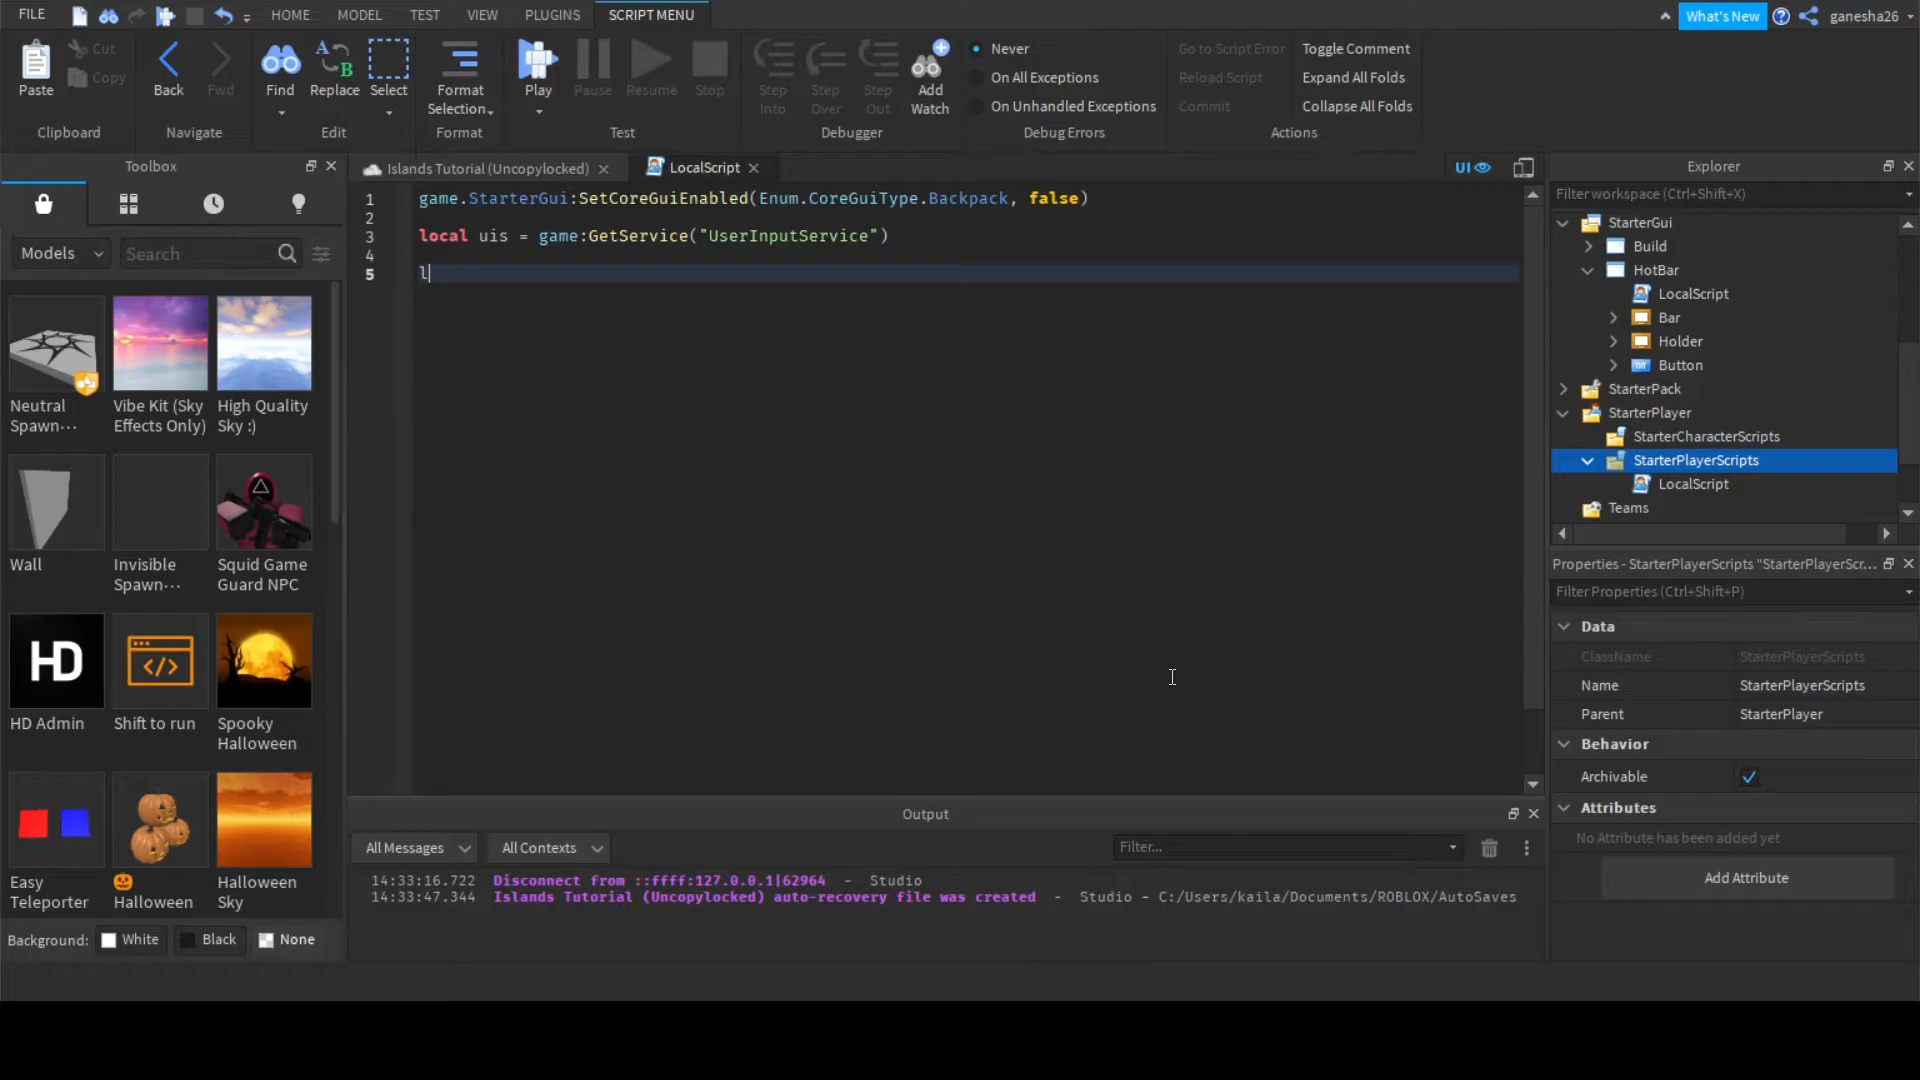 FILE HOME MODEL TEST VIEW PLUGINS SCRIPT MENU What's New ganesha26
Paste Cut Copy Back Fwd Find Replace Select Format Selection Play Pause Resume Stop Step Into Step Over Step Out Add Watch
Never Go to Script Error Toggle Comment
On All Exceptions Reload Script Expand All Folds
On Unhandled Exceptions Commit Collapse All Folds
Clipboard Navigate Edit Format Test Debugger Debug Errors Actions
Toolbox
Models Search
Neutral Spawn···
Vibe Kit (Sky Effects Only)
High Quality Sky :)
Wall
Invisible Spawn···
Squid Game Guard NPC
HD
HD Admin
Shift to run
Spooky Halloween
Easy Teleporter
Halloween
Halloween Sky
Background: White Black None
Islands Tutorial (Uncopylocked) LocalScript UI
1 game.StarterGui:SetCoreGuiEnabled(Enum.CoreGuiType.Backpack, false)
2
3 local uis = game:GetService("UserInputService")
4
5 l
Output
All Messages All Contexts Filter...
14:33:16.722 Disconnect from ::ffff:127.0.0.1|62964 - Studio
14:33:47.344 Islands Tutorial (Uncopylocked) auto-recovery file was created - Studio - C:/Users/kaila/Documents/ROBLOX/AutoSaves
Explorer
Filter workspace (Ctrl+Shift+X)
StarterGui
Build
HotBar
LocalScript
Bar
Holder
Button
StarterPack
StarterPlayer
StarterCharacterScripts
StarterPlayerScripts
LocalScript
Teams
Properties - StarterPlayerScripts "StarterPlayerScr...
Filter Properties (Ctrl+Shift+P)
Data
ClassName StarterPlayerScripts
Name StarterPlayerScripts
Parent StarterPlayer
Behavior
Archivable
Attributes
No Attribute has been added yet
Add Attribute